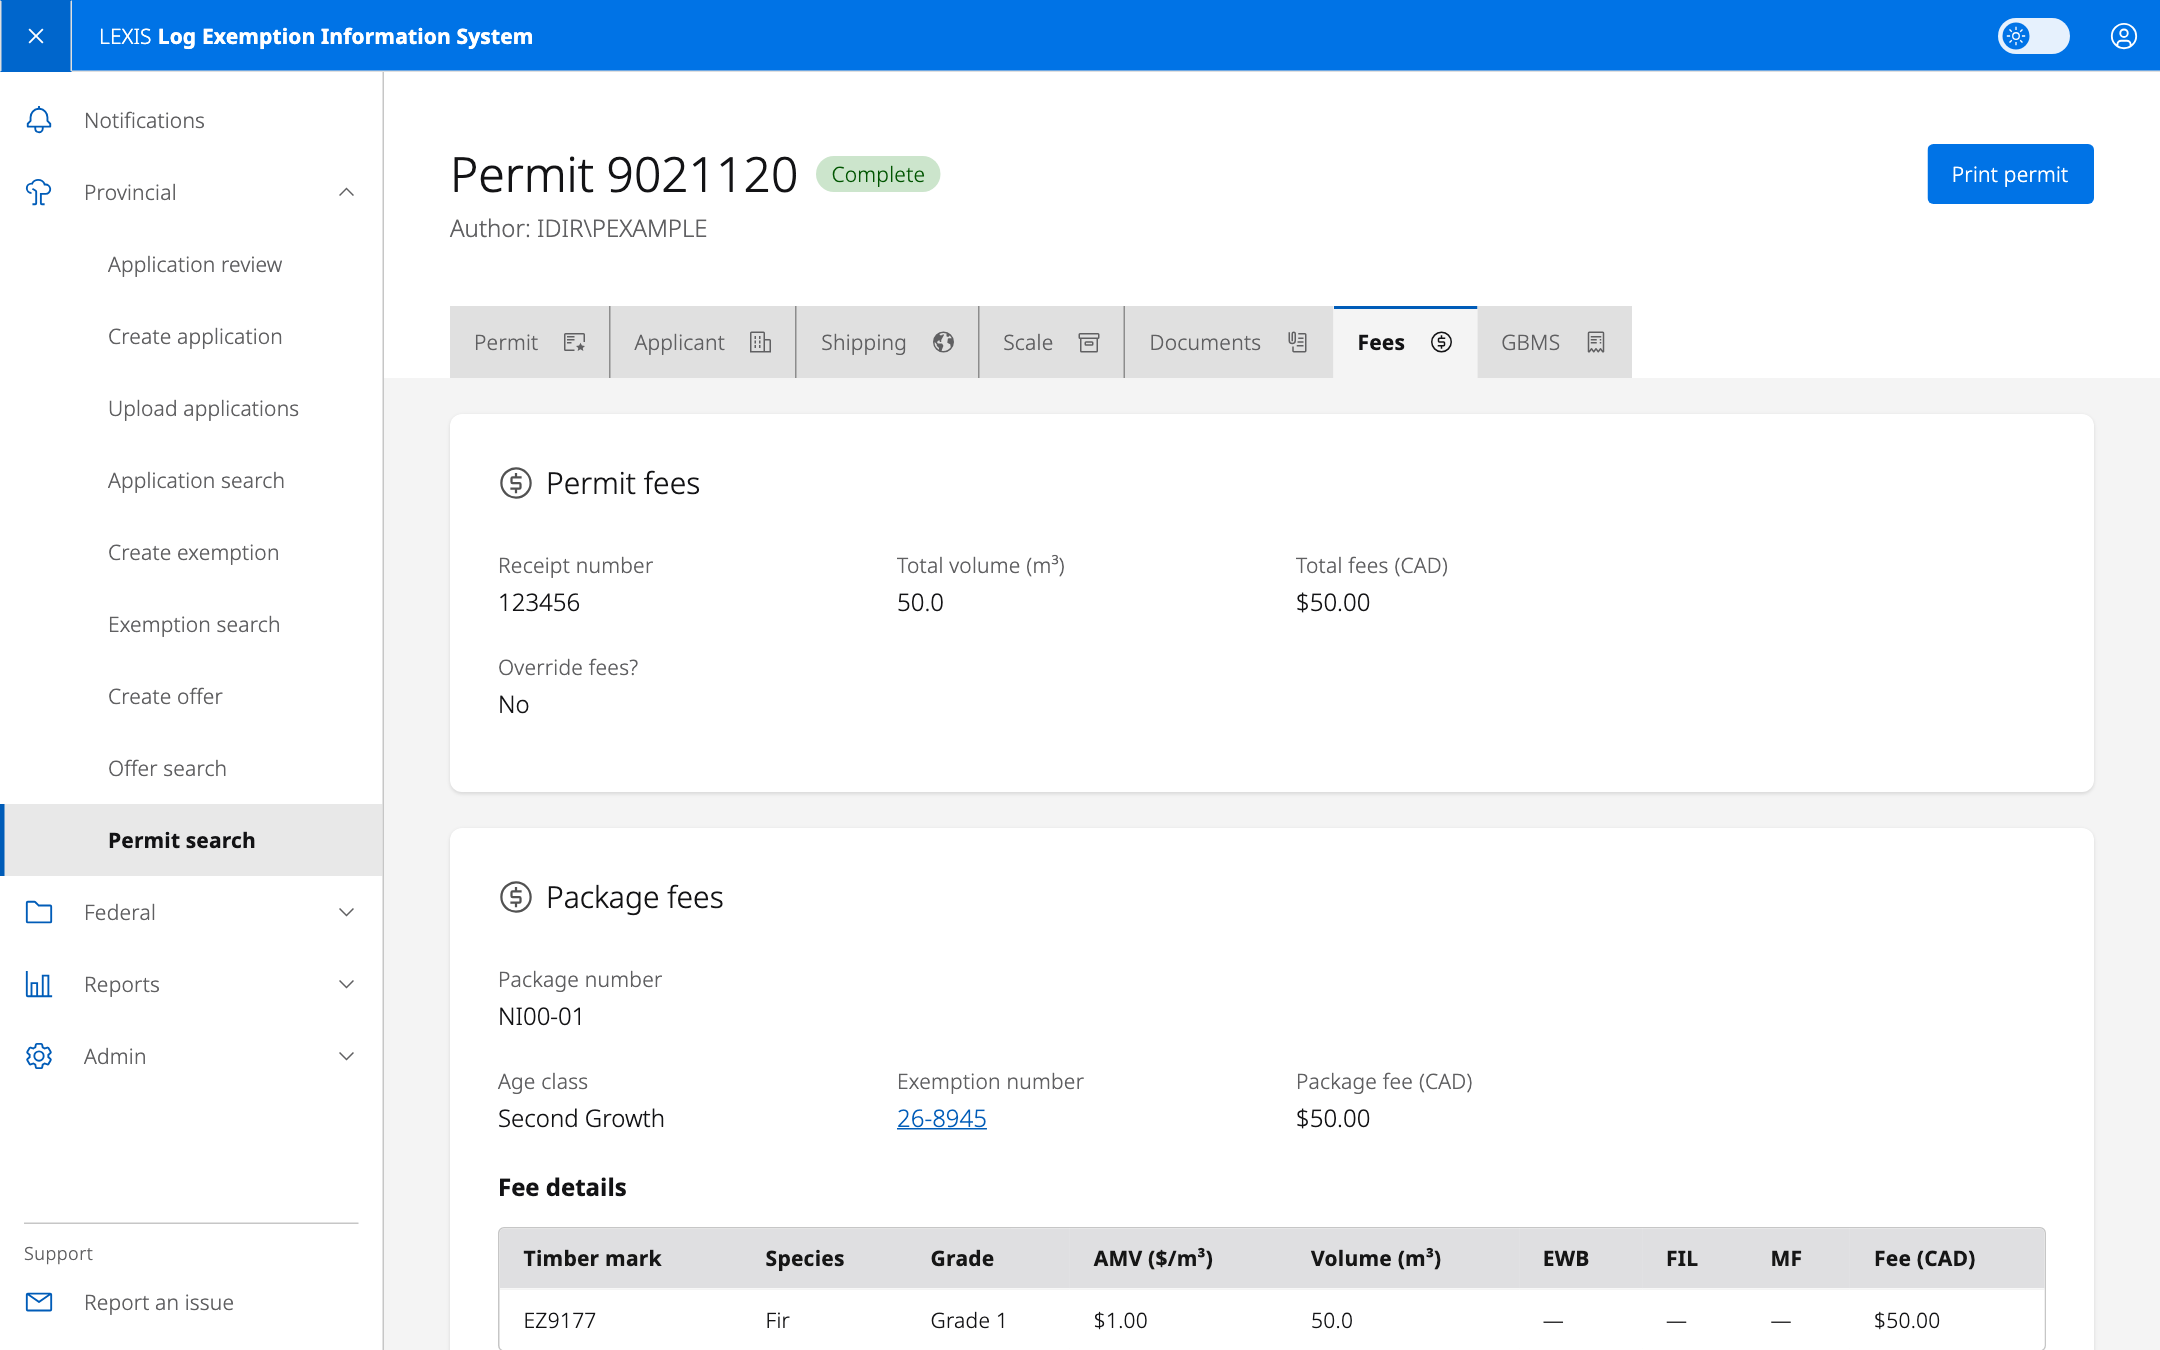 LEXIS Log Exemption Information System
Notifications
Provincial
Application review
Create application
Upload applications
Application search
Create exemption
Exemption search
Create offer
Offer search
Permit search
Federal
Reports
Admin
Support
Report an issue
Permit 9021120 Complete
Author: IDIR\PEXAMPLE
Print permit
Permit Applicant Shipping Scale Documents Fees GBMS
Permit fees
Receipt number Total volume (m³) Total fees (CAD)
123456 50.0 $50.00
Override fees?
No
Package fees
Package number
NI00-01
Age class Exemption number Package fee (CAD)
Second Growth 26-8945 $50.00
Fee details
Timber mark Species Grade AMV ($/m³) Volume (m³) EWB FIL MF Fee (CAD)
EZ9177 Fir Grade 1 $1.00 50.0 — — — $50.00